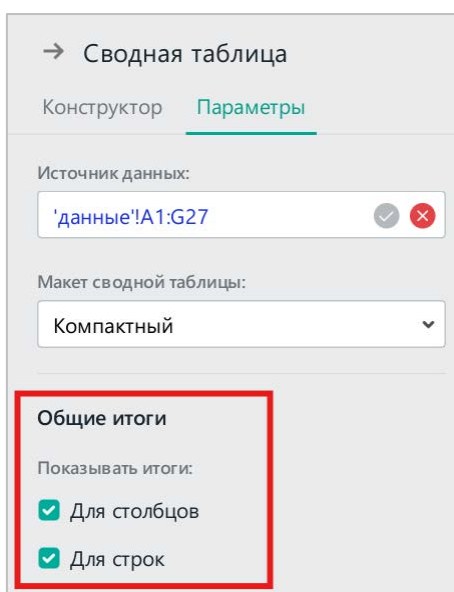 Сводная таблица
Конструктор Параметры
Источник данных:
'данные'!A1:G27
Макет сводной таблицы:
Компактный
Общие итоги
Показывать итоги:
Для столбцов
Для строк